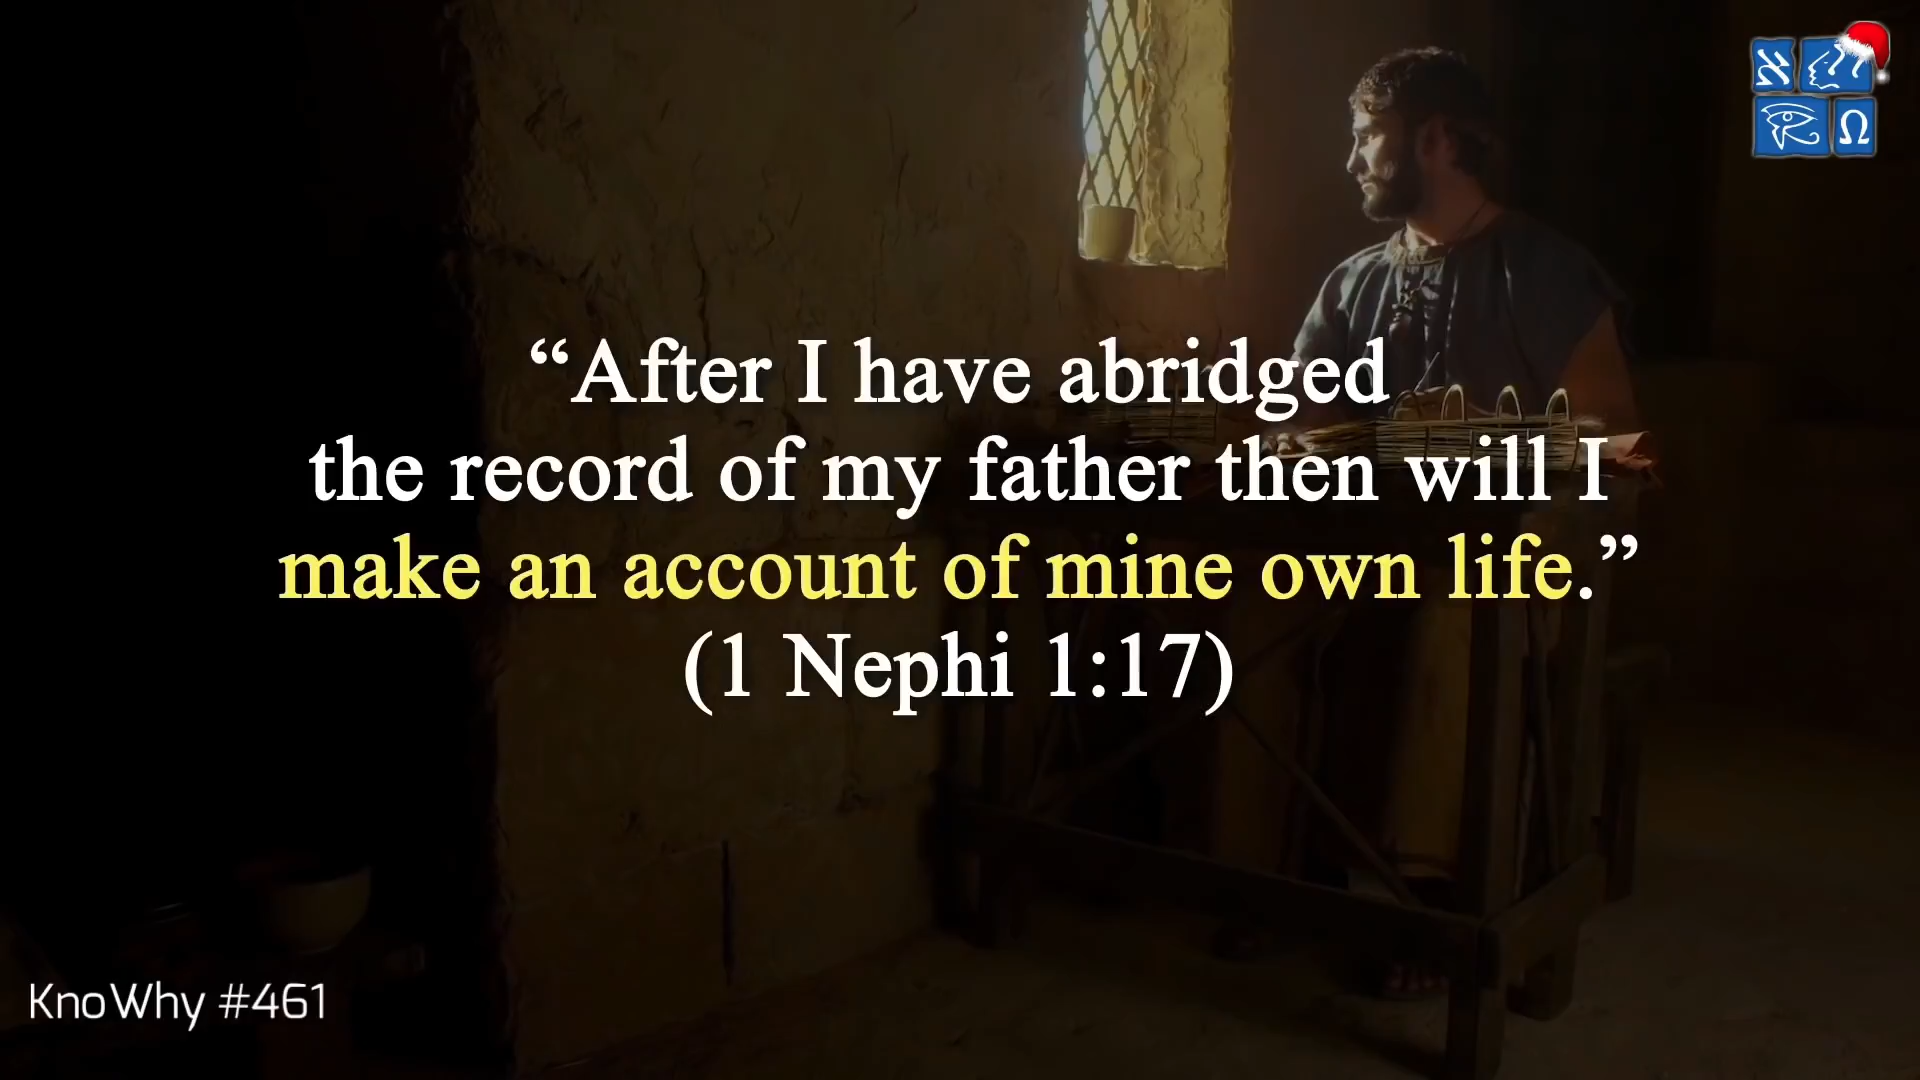 “After I have abridged
the record of my father then will I
make an account of mine own life.”
(1 Nephi 1:17)
KnoWhy #461
א Ω